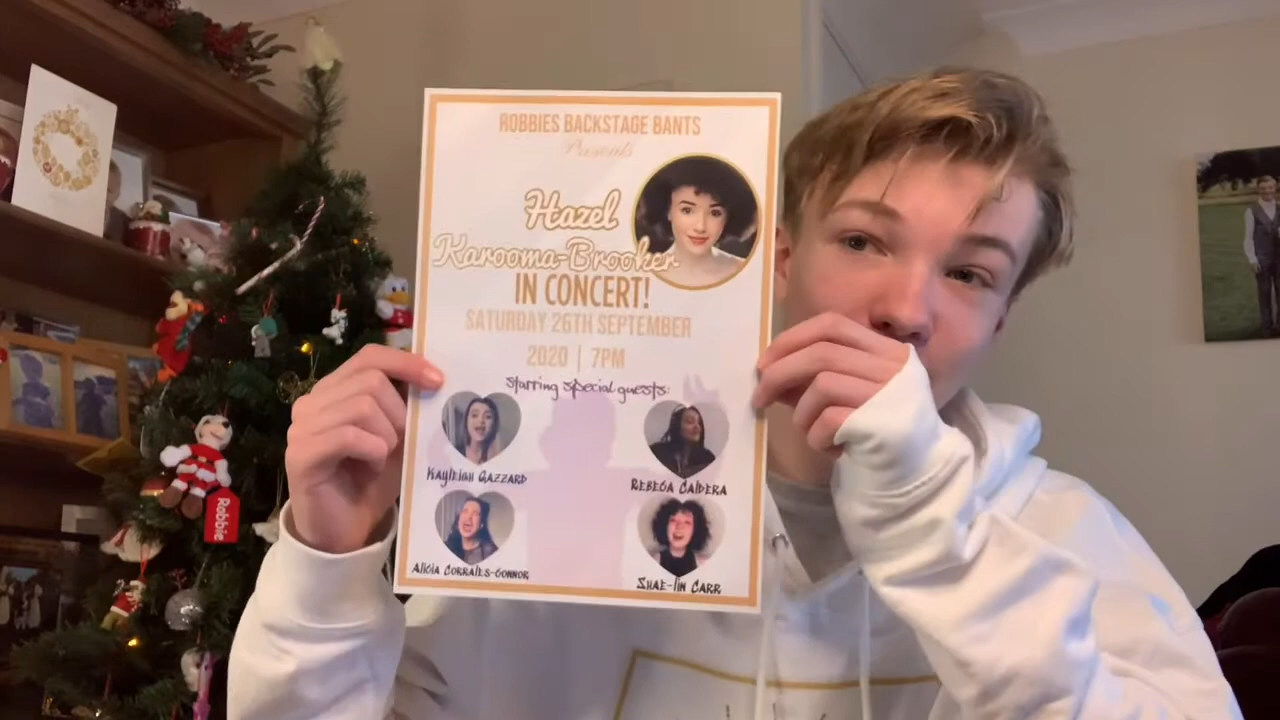 ROBBIES BACKSTAGE BANTS
Presents
Hazel
Karooma-Brooker
IN CONCERT!
SATURDAY 26TH SEPTEMBER
2020 | 7PM
Starring special guests:
KAYLEIGH GAZZARD
REBECA CALDERA
ALICIA CORRALES-CONNOR
SHAE-LIN CARR
Robbie